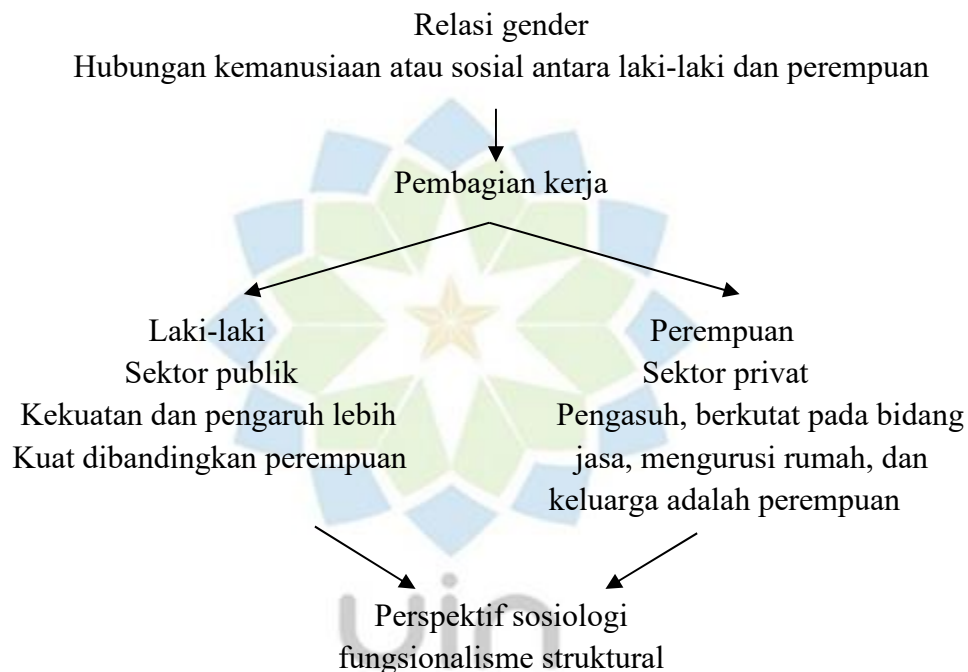 Relasi gender
Hubungan kemanusiaan atau sosial antara laki-laki dan perempuan
Pembagian kerja
Laki-laki
Sektor publik
Kekuatan dan pengaruh lebih
Kuat dibandingkan perempuan
Perempuan
Sektor privat
Pengasuh, berkutat pada bidang
jasa, mengurusi rumah, dan
keluarga adalah perempuan
Perspektif sosiologi
fungsionalisme struktural
uin